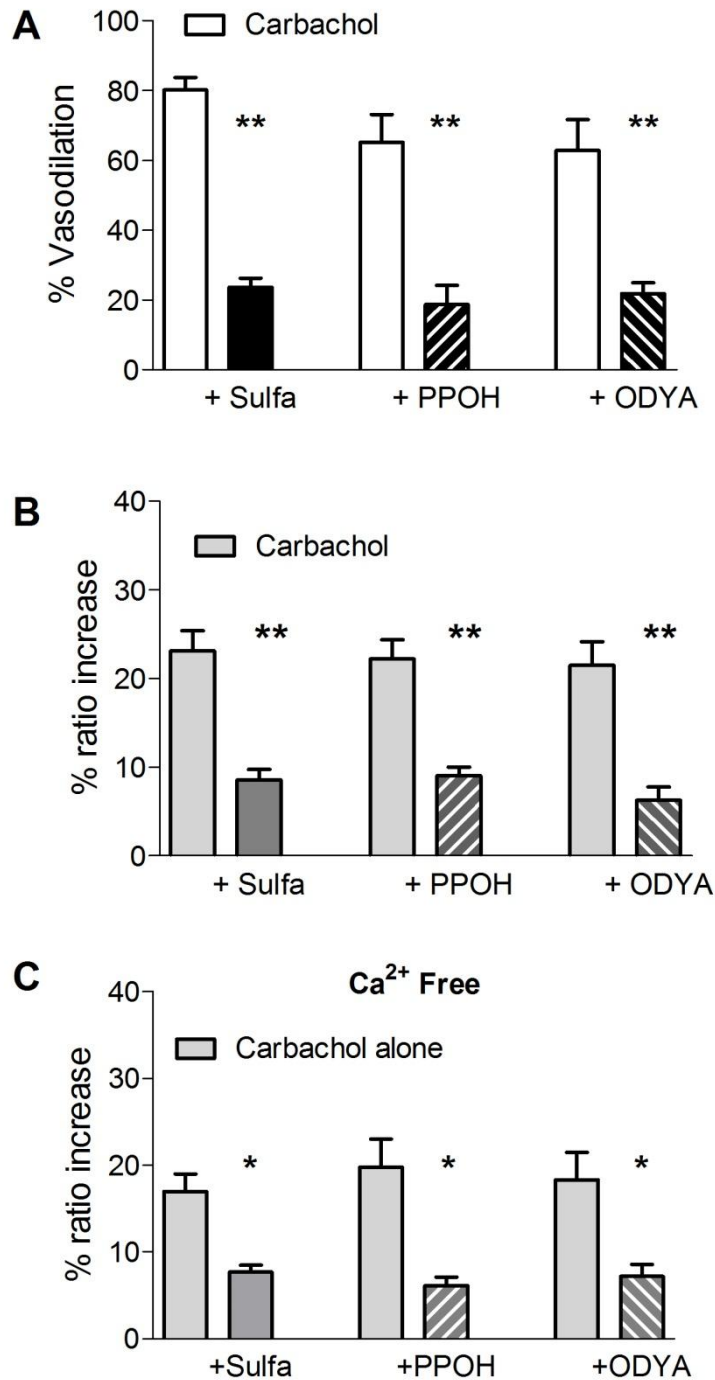 A
Carbachol
% Vasodilation
100
80
60
40
20
0
**
**
**
+ Sulfa
+ PPOH
+ ODYA
B
Carbachol
% ratio increase
40
30
20
10
0
**
**
**
+ Sulfa
+ PPOH
+ ODYA
C
Ca²⁺ Free
Carbachol alone
% ratio increase
40
30
20
10
0
*
*
*
+Sulfa
+PPOH
+ODYA